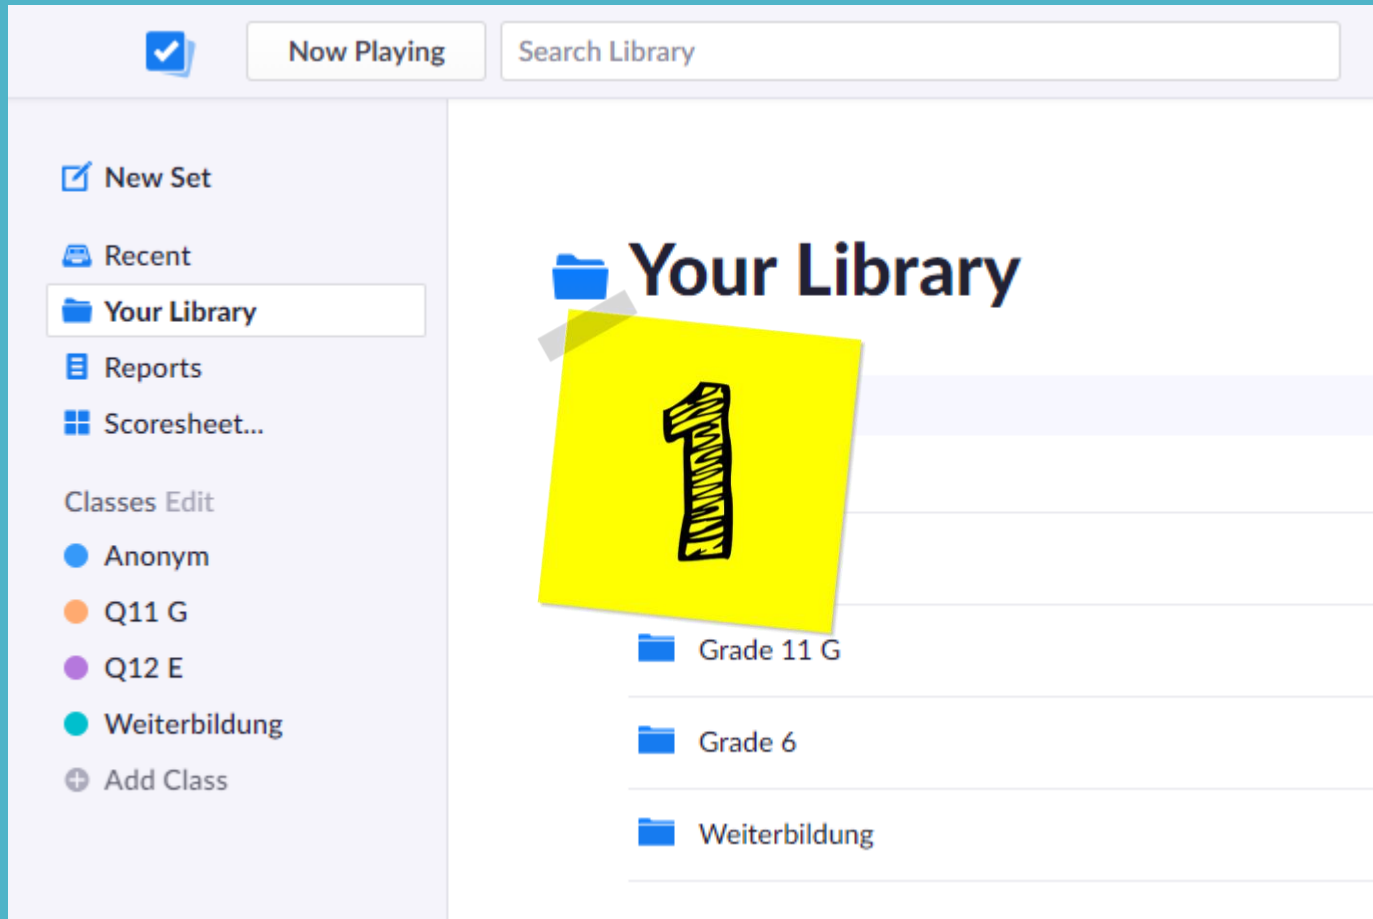 Now Playing
Search Library
New Set
Recent
Your Library
Reports
Scoresheet...
Classes Edit
Anonym
Q11 G
Q12 E
Weiterbildung
Add Class
Your Library
1
Grade 11 G
Grade 6
Weiterbildung